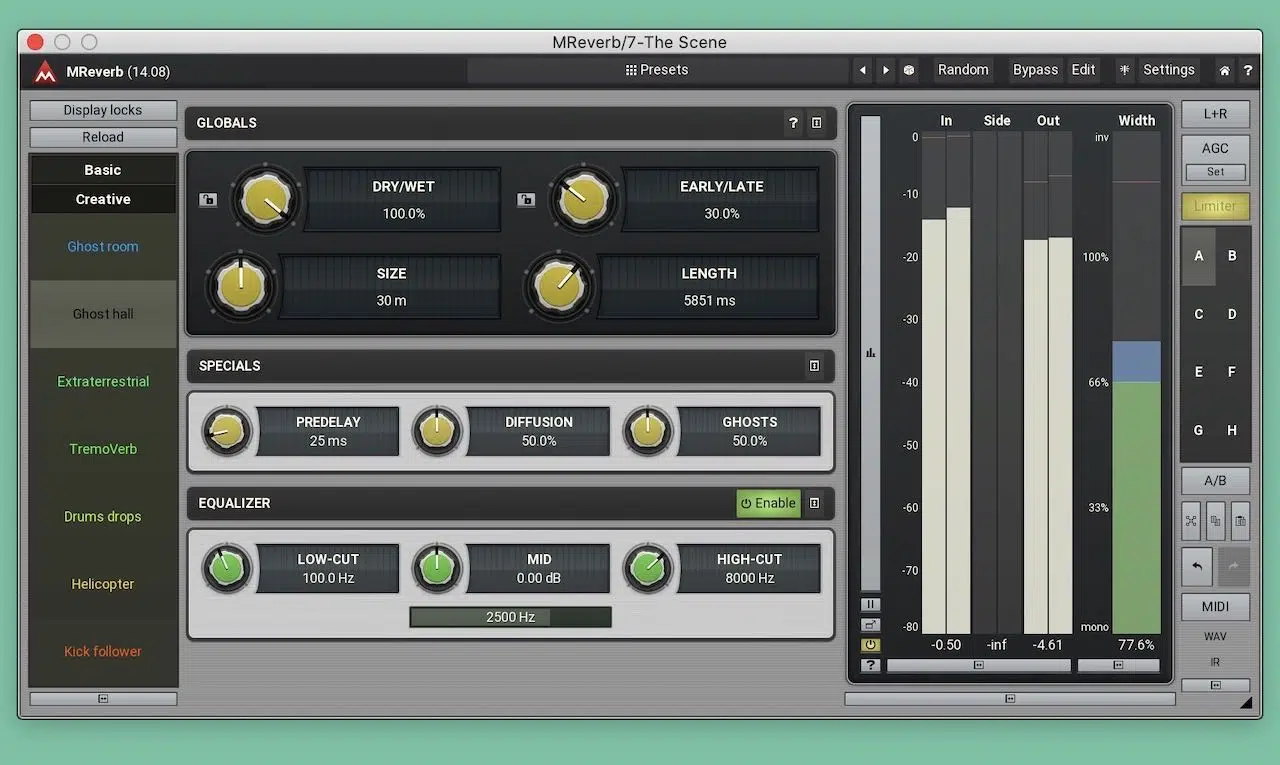 MReverb/7-The Scene
MReverb (14.08)
Presets
Random
Bypass
Edit
Settings
?
Display locks
Reload
Basic
Creative
Ghost room
Ghost hall
Extraterrestrial
TremoVerb
Drums drops
Helicopter
Kick follower
GLOBALS
?
DRY/WET
100.0%
EARLY/LATE
30.0%
SIZE
30 m
LENGTH
5851 ms
SPECIALS
PREDELAY
25 ms
DIFFUSION
50.0%
GHOSTS
50.0%
EQUALIZER
Enable
LOW-CUT
100.0 Hz
MID
0.00 dB
HIGH-CUT
8000 Hz
2500 Hz
In Side Out Width
0
-10
-20
-30
-40
-50
-60
-70
-80
inv
100%
66%
33%
mono
-0.50 -inf -4.61 77.6%
?
L+R
AGC
Set
Limiter
A B
C D
E F
G H
A/B
MIDI
WAV
IR